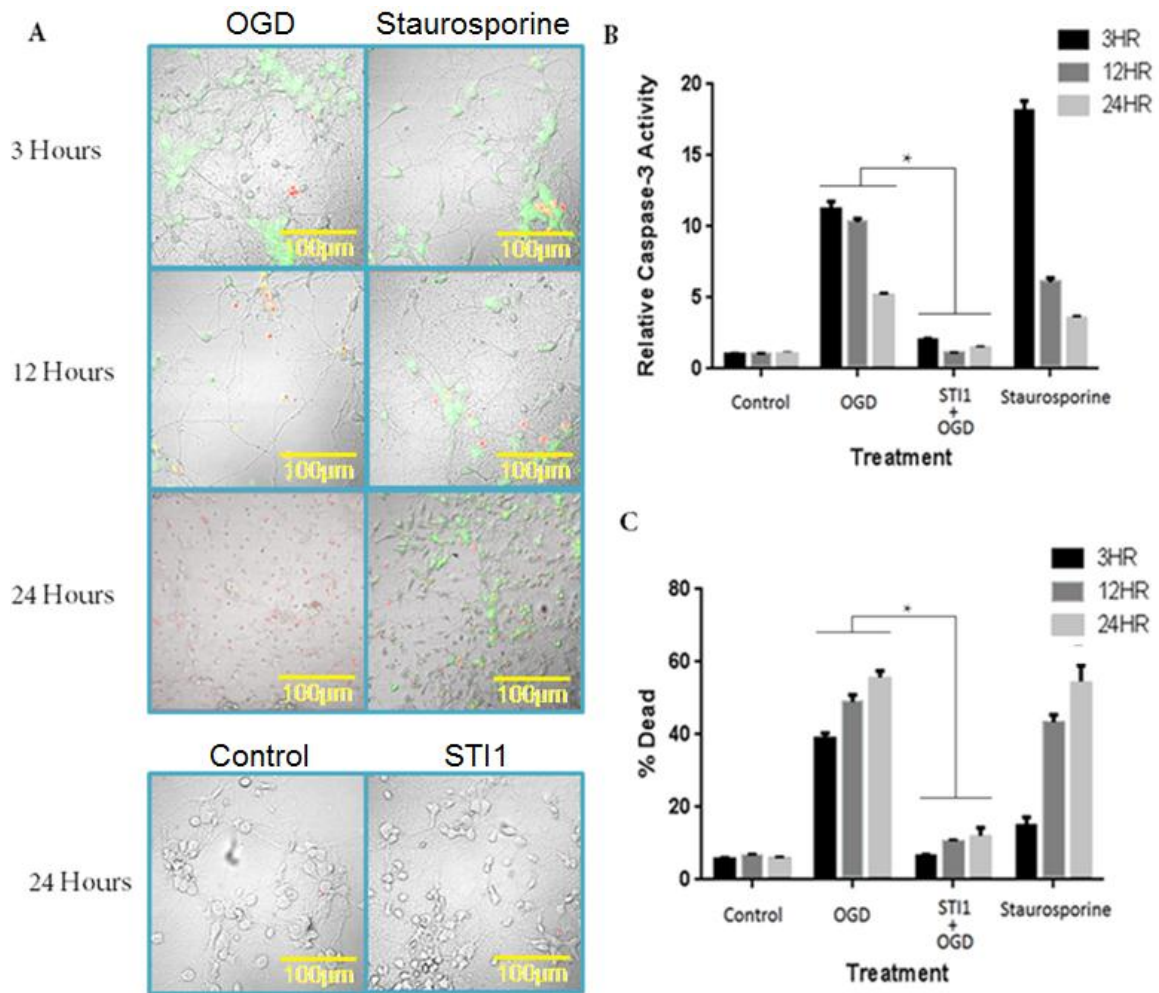 A
OGD
Staurosporine
3 Hours
100µm
100µm
12 Hours
100µm
100µm
24 Hours
100µm
100µm
Control
STI1
24 Hours
100µm
100µm
B
3HR
12HR
24HR
Relative Caspase-3 Activity
20
15
10
5
0
*
Control
OGD
STI1
+
OGD
Staurosporine
Treatment
C
3HR
12HR
24HR
% Dead
80
60
40
20
0
*
Control
OGD
STI1
+
OGD
Staurosporine
Treatment